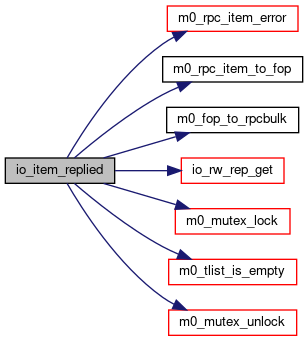 m0_rpc_item_error
m0_rpc_item_to_fop
m0_fop_to_rpcbulk
io_item_replied
io_rw_rep_get
m0_mutex_lock
m0_tlist_is_empty
m0_mutex_unlock